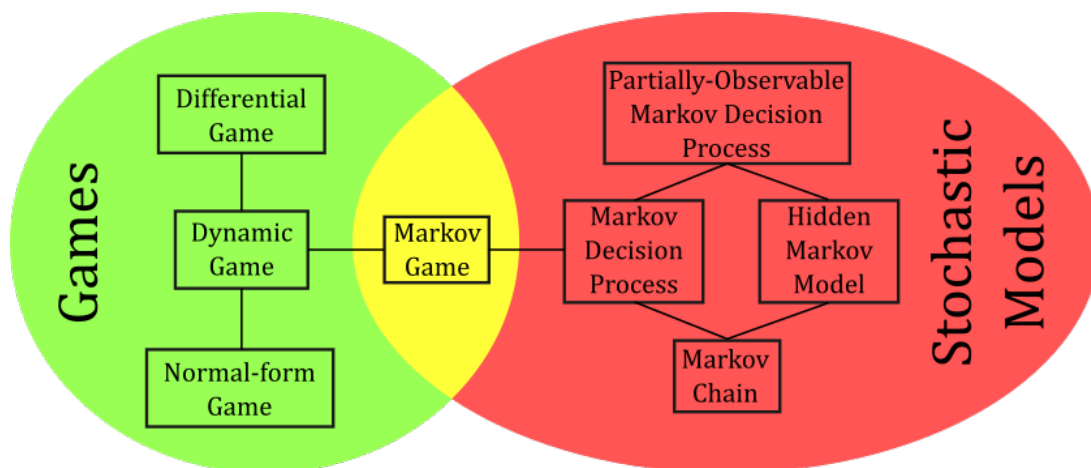 Games
Differential
Game
Dynamic
Game
Normal-form
Game
Markov
Game
Partially-Observable
Markov Decision
Process
Markov
Decision
Process
Hidden
Markov
Model
Markov
Chain
Stochastic
Models